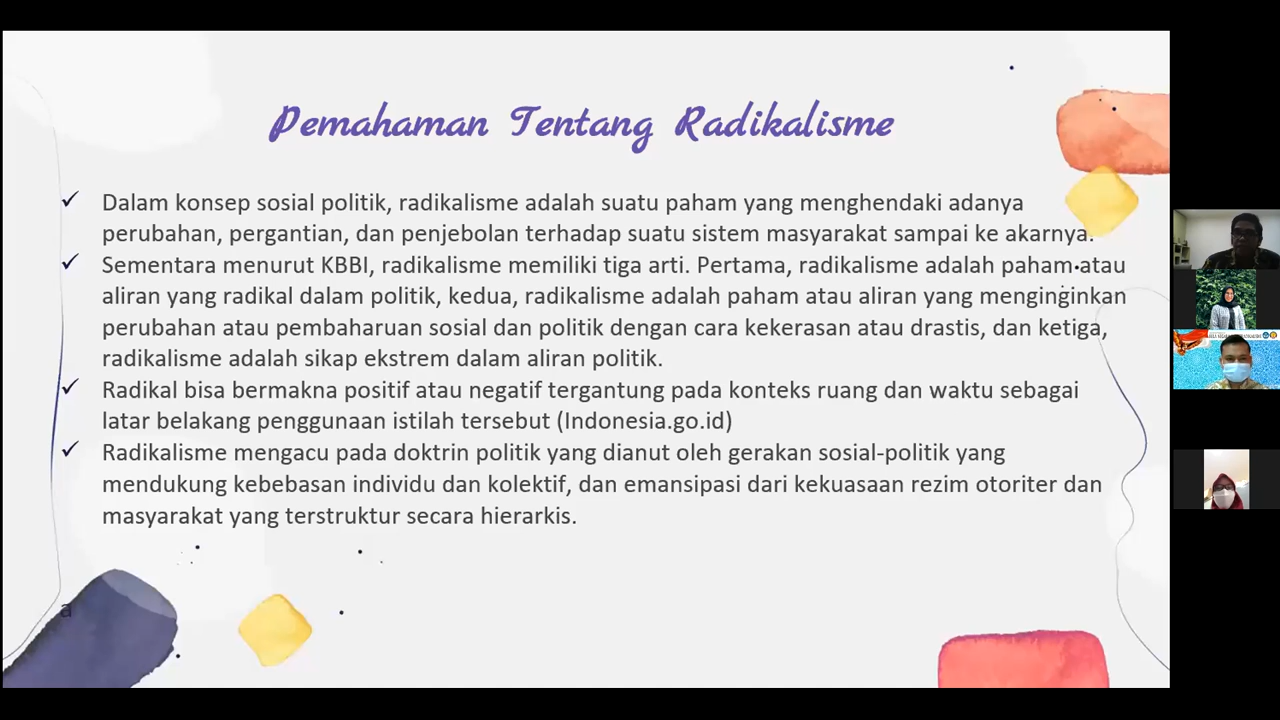 Pemahaman Tentang Radikalisme
✓ Dalam konsep sosial politik, radikalisme adalah suatu paham yang menghendaki adanya
perubahan, pergantian, dan penjebolan terhadap suatu sistem masyarakat sampai ke akarnya.
✓ Sementara menurut KBBI, radikalisme memiliki tiga arti. Pertama, radikalisme adalah paham atau
aliran yang radikal dalam politik, kedua, radikalisme adalah paham atau aliran yang menginginkan
perubahan atau pembaharuan sosial dan politik dengan cara kekerasan atau drastis, dan ketiga,
radikalisme adalah sikap ekstrem dalam aliran politik.
✓ Radikal bisa bermakna positif atau negatif tergantung pada konteks ruang dan waktu sebagai
latar belakang penggunaan istilah tersebut (Indonesia.go.id)
✓ Radikalisme mengacu pada doktrin politik yang dianut oleh gerakan sosial-politik yang
mendukung kebebasan individu dan kolektif, dan emansipasi dari kekuasaan rezim otoriter dan
masyarakat yang terstruktur secara hierarkis.
a